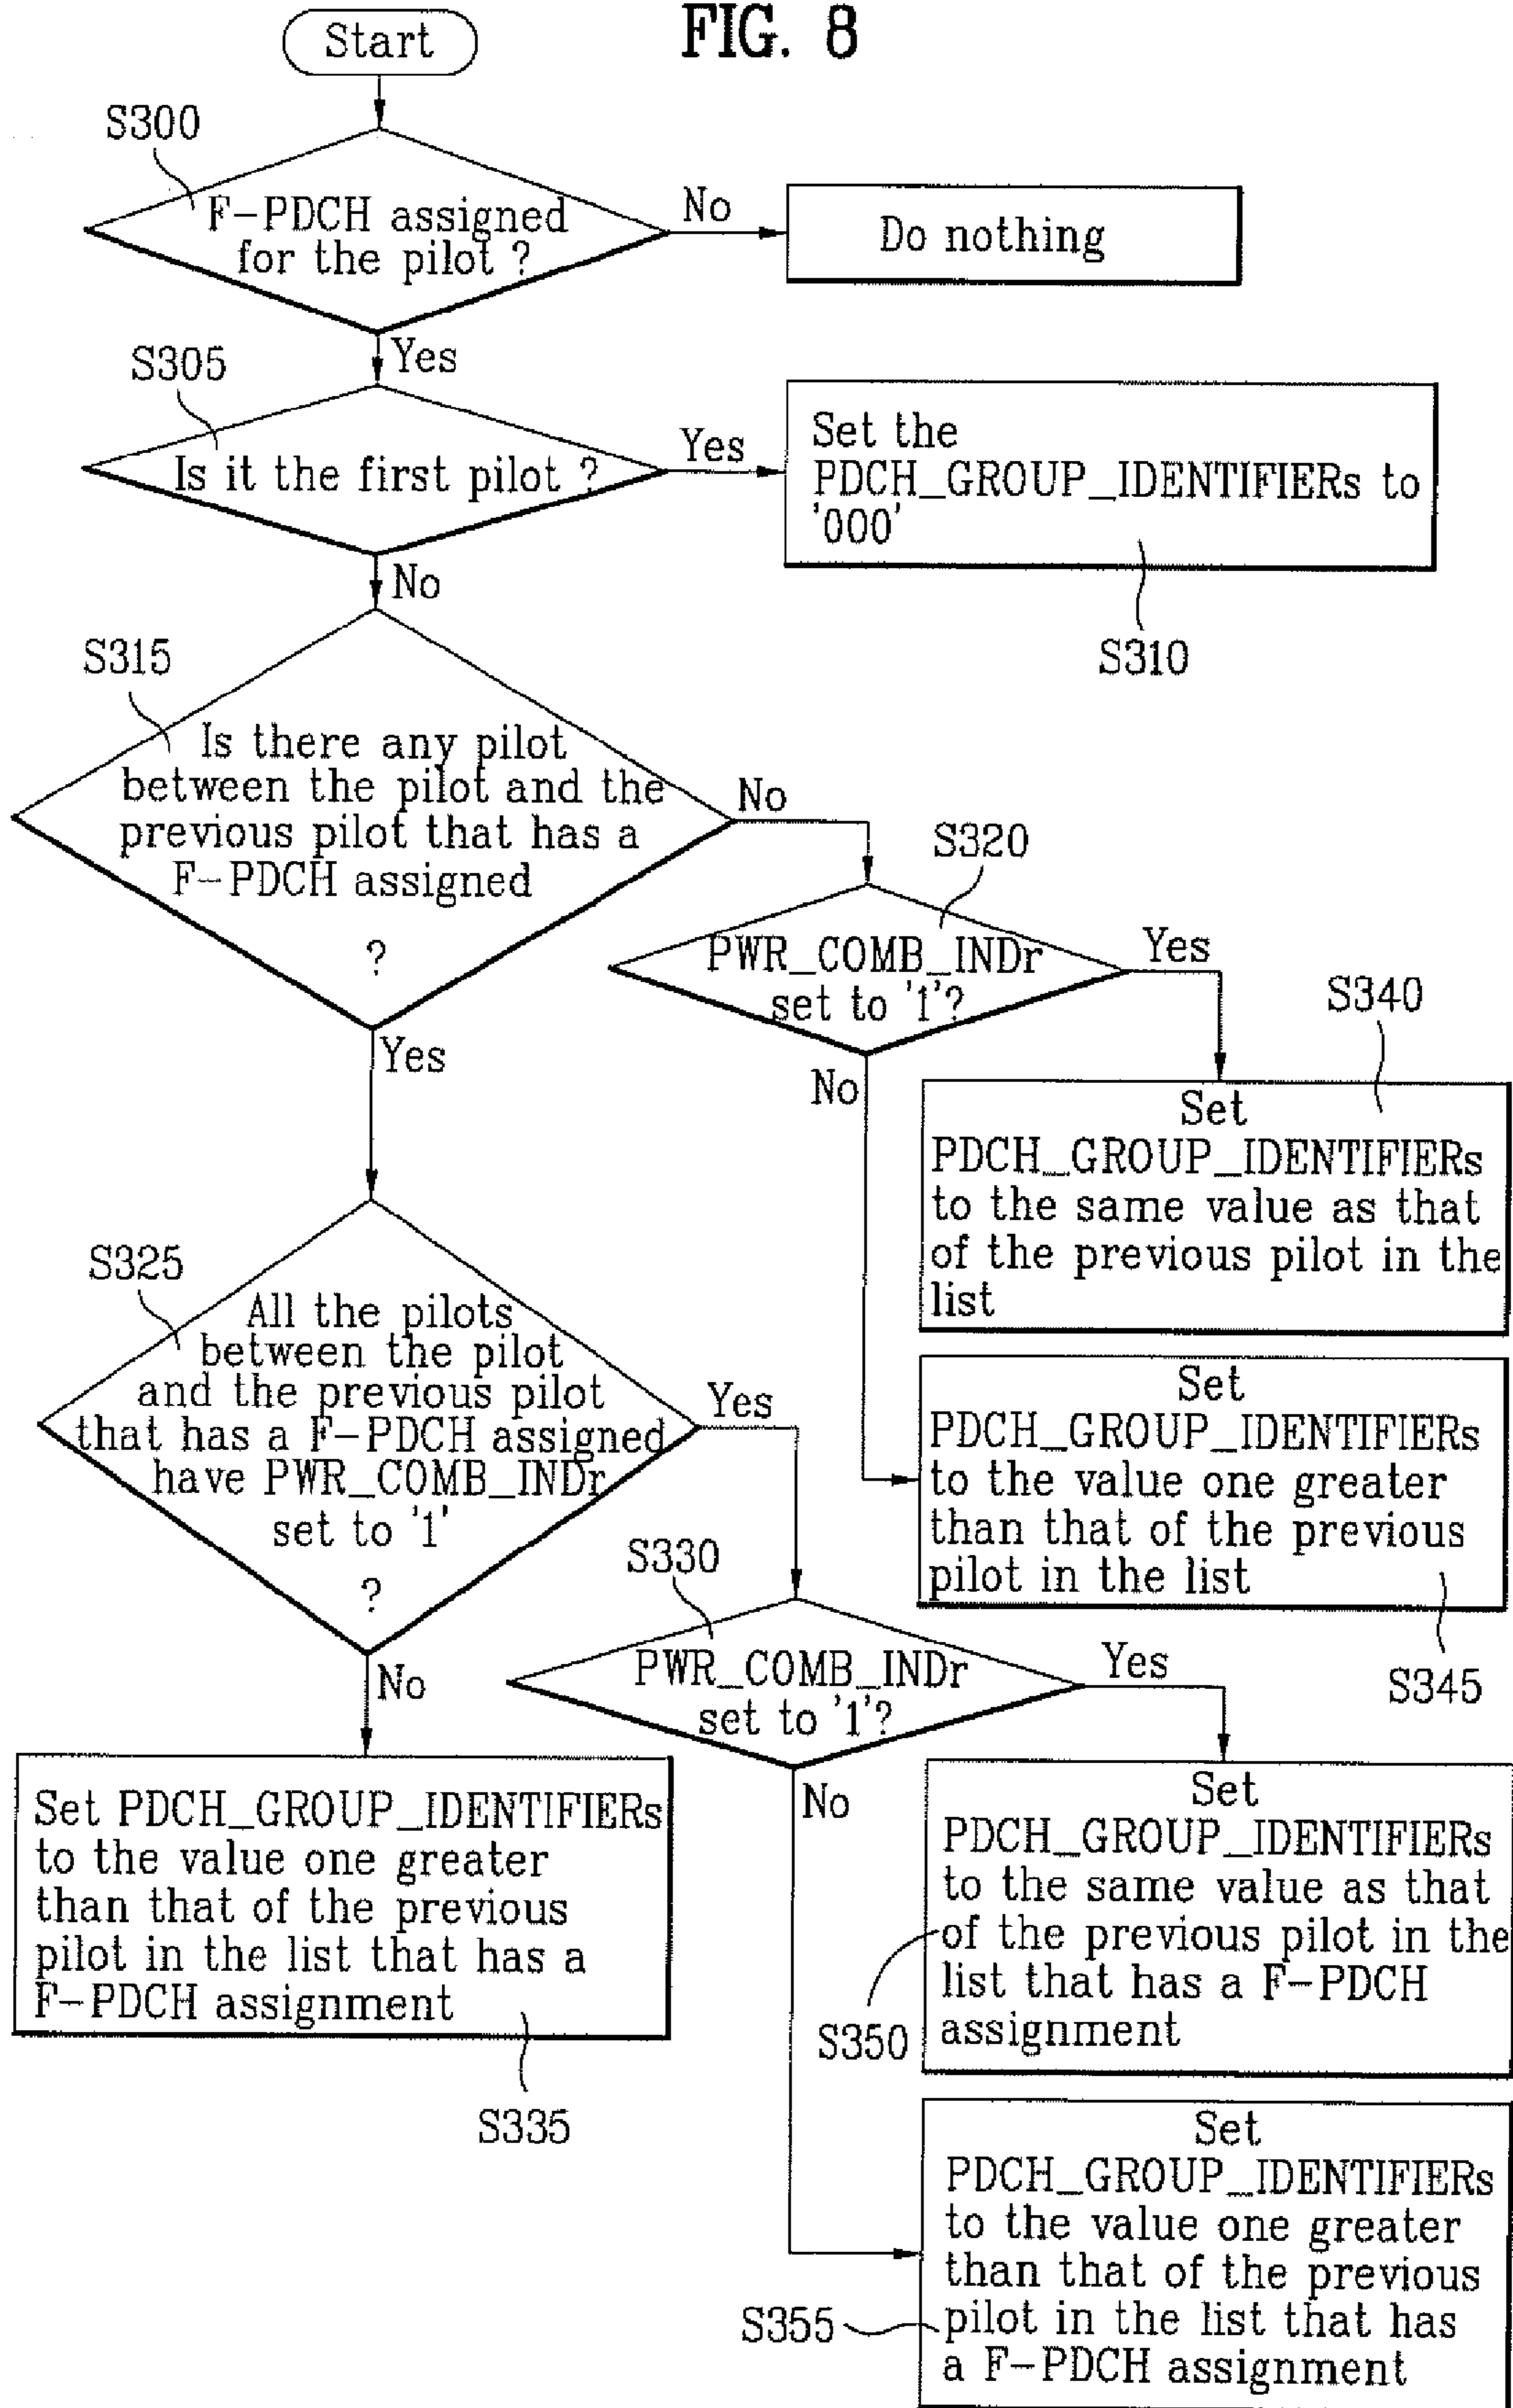 FIG. 8
Start
S300
F-PDCH assigned
for the pilot ?
No
Do nothing
Yes
S305
Is it the first pilot ?
Yes
Set the
PDCH_GROUP_IDENTIFIERs to
'000'
S310
No
S315
Is there any pilot
between the pilot and the
previous pilot that has a
F-PDCH assigned
?
No
S320
PWR_COMB_INDr
set to '1'?
Yes
S340
Set
PDCH_GROUP_IDENTIFIERs
to the same value as that
of the previous pilot in the
list
No
Set
PDCH_GROUP_IDENTIFIERs
to the value one greater
than that of the previous
pilot in the list
S345
Yes
S325
All the pilots
between the pilot
and the previous pilot
that has a F-PDCH assigned
have PWR_COMB_INDr
set to '1'
?
Yes
S330
PWR_COMB_INDr
set to '1'?
Yes
No
Set PDCH_GROUP_IDENTIFIERs
to the value one greater
than that of the previous
pilot in the list that has a
F-PDCH assignment
S335
No
Set
PDCH_GROUP_IDENTIFIERs
to the same value as that
of the previous pilot in the
list that has a F-PDCH
assignment
S350
Set
PDCH_GROUP_IDENTIFIERs
to the value one greater
than that of the previous
pilot in the list that has
a F-PDCH assignment
S355